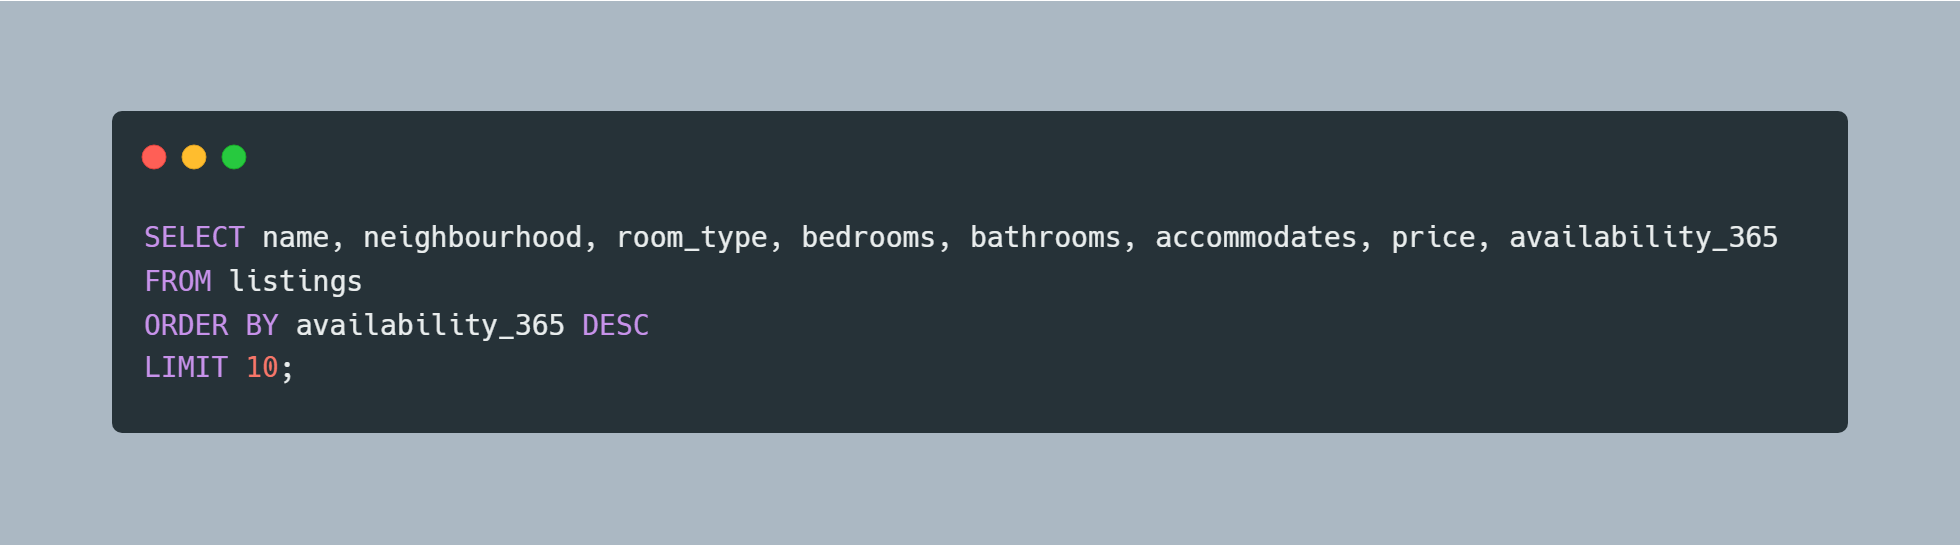 SELECT name, neighbourhood, room_type, bedrooms, bathrooms, accommodates, price, availability_365
FROM listings
ORDER BY availability_365 DESC
LIMIT 10;